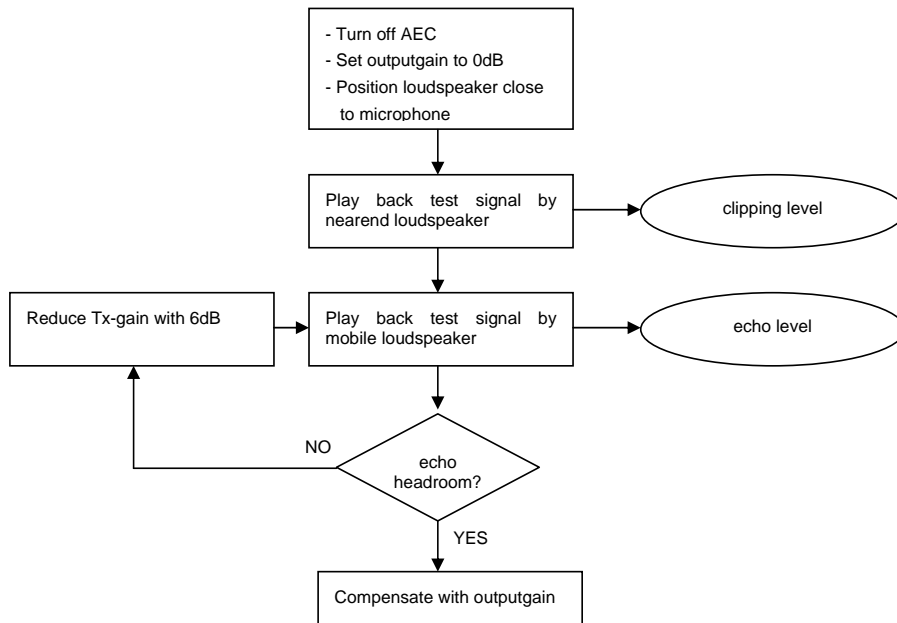 - Turn off AEC
- Set outputgain to 0dB
- Position loudspeaker close
to microphone
Play back test signal by
nearend loudspeaker
clipping level
Reduce Tx-gain with 6dB
Play back test signal by
mobile loudspeaker
echo level
NO
echo
headroom?
YES
Compensate with outputgain